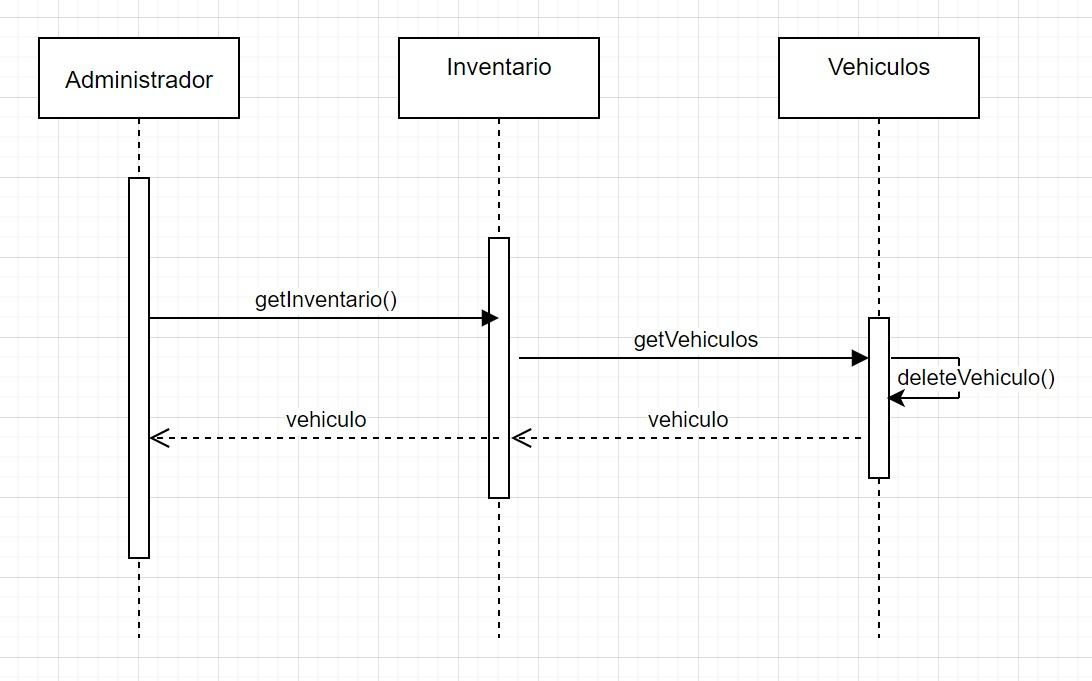 Administrador
Inventario
Vehiculos
getInventario()
getVehiculos
deleteVehiculo()
vehiculo
vehiculo